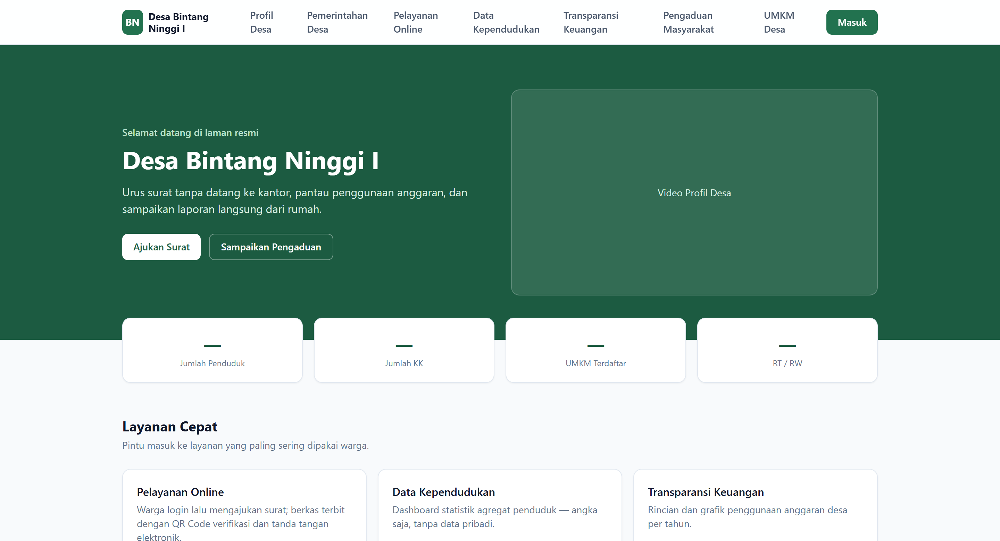 BN
Desa Bintang
Ninggi I
Profil
Desa
Pemerintahan
Desa
Pelayanan
Online
Data
Kependudukan
Transparansi
Keuangan
Pengaduan
Masyarakat
UMKM
Desa
Masuk
Selamat datang di laman resmi
Desa Bintang Ninggi I
Urus surat tanpa datang ke kantor, pantau penggunaan anggaran, dan
sampaikan laporan langsung dari rumah.
Ajukan Surat
Sampaikan Pengaduan
Video Profil Desa
—
Jumlah Penduduk
—
Jumlah KK
—
UMKM Terdaftar
—
RT / RW
Layanan Cepat
Pintu masuk ke layanan yang paling sering dipakai warga.
Pelayanan Online
Warga login lalu mengajukan surat; berkas terbit
dengan QR Code verifikasi dan tanda tangan
elektronik.
Data Kependudukan
Dashboard statistik agregat penduduk — angka
saja, tanpa data pribadi.
Transparansi Keuangan
Rincian dan grafik penggunaan anggaran desa
per tahun.